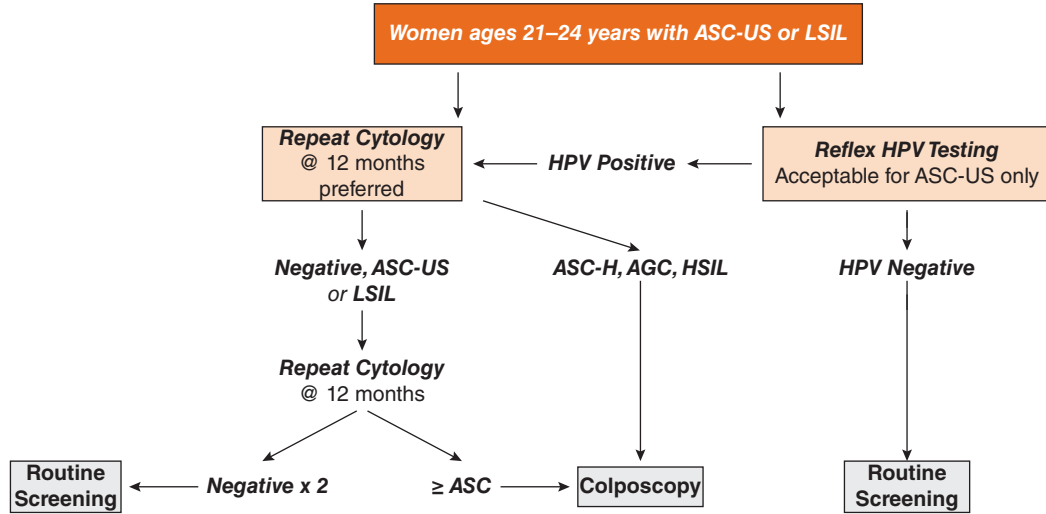 Women ages 21–24 years with ASC-US or LSIL
Repeat Cytology
@ 12 months
preferred
HPV Positive
Reflex HPV Testing
Acceptable for ASC-US only
Negative, ASC-US
or LSIL
ASC-H, AGC, HSIL
HPV Negative
Repeat Cytology
@ 12 months
Routine
Screening
Negative x 2
≥ ASC
Colposcopy
Routine
Screening